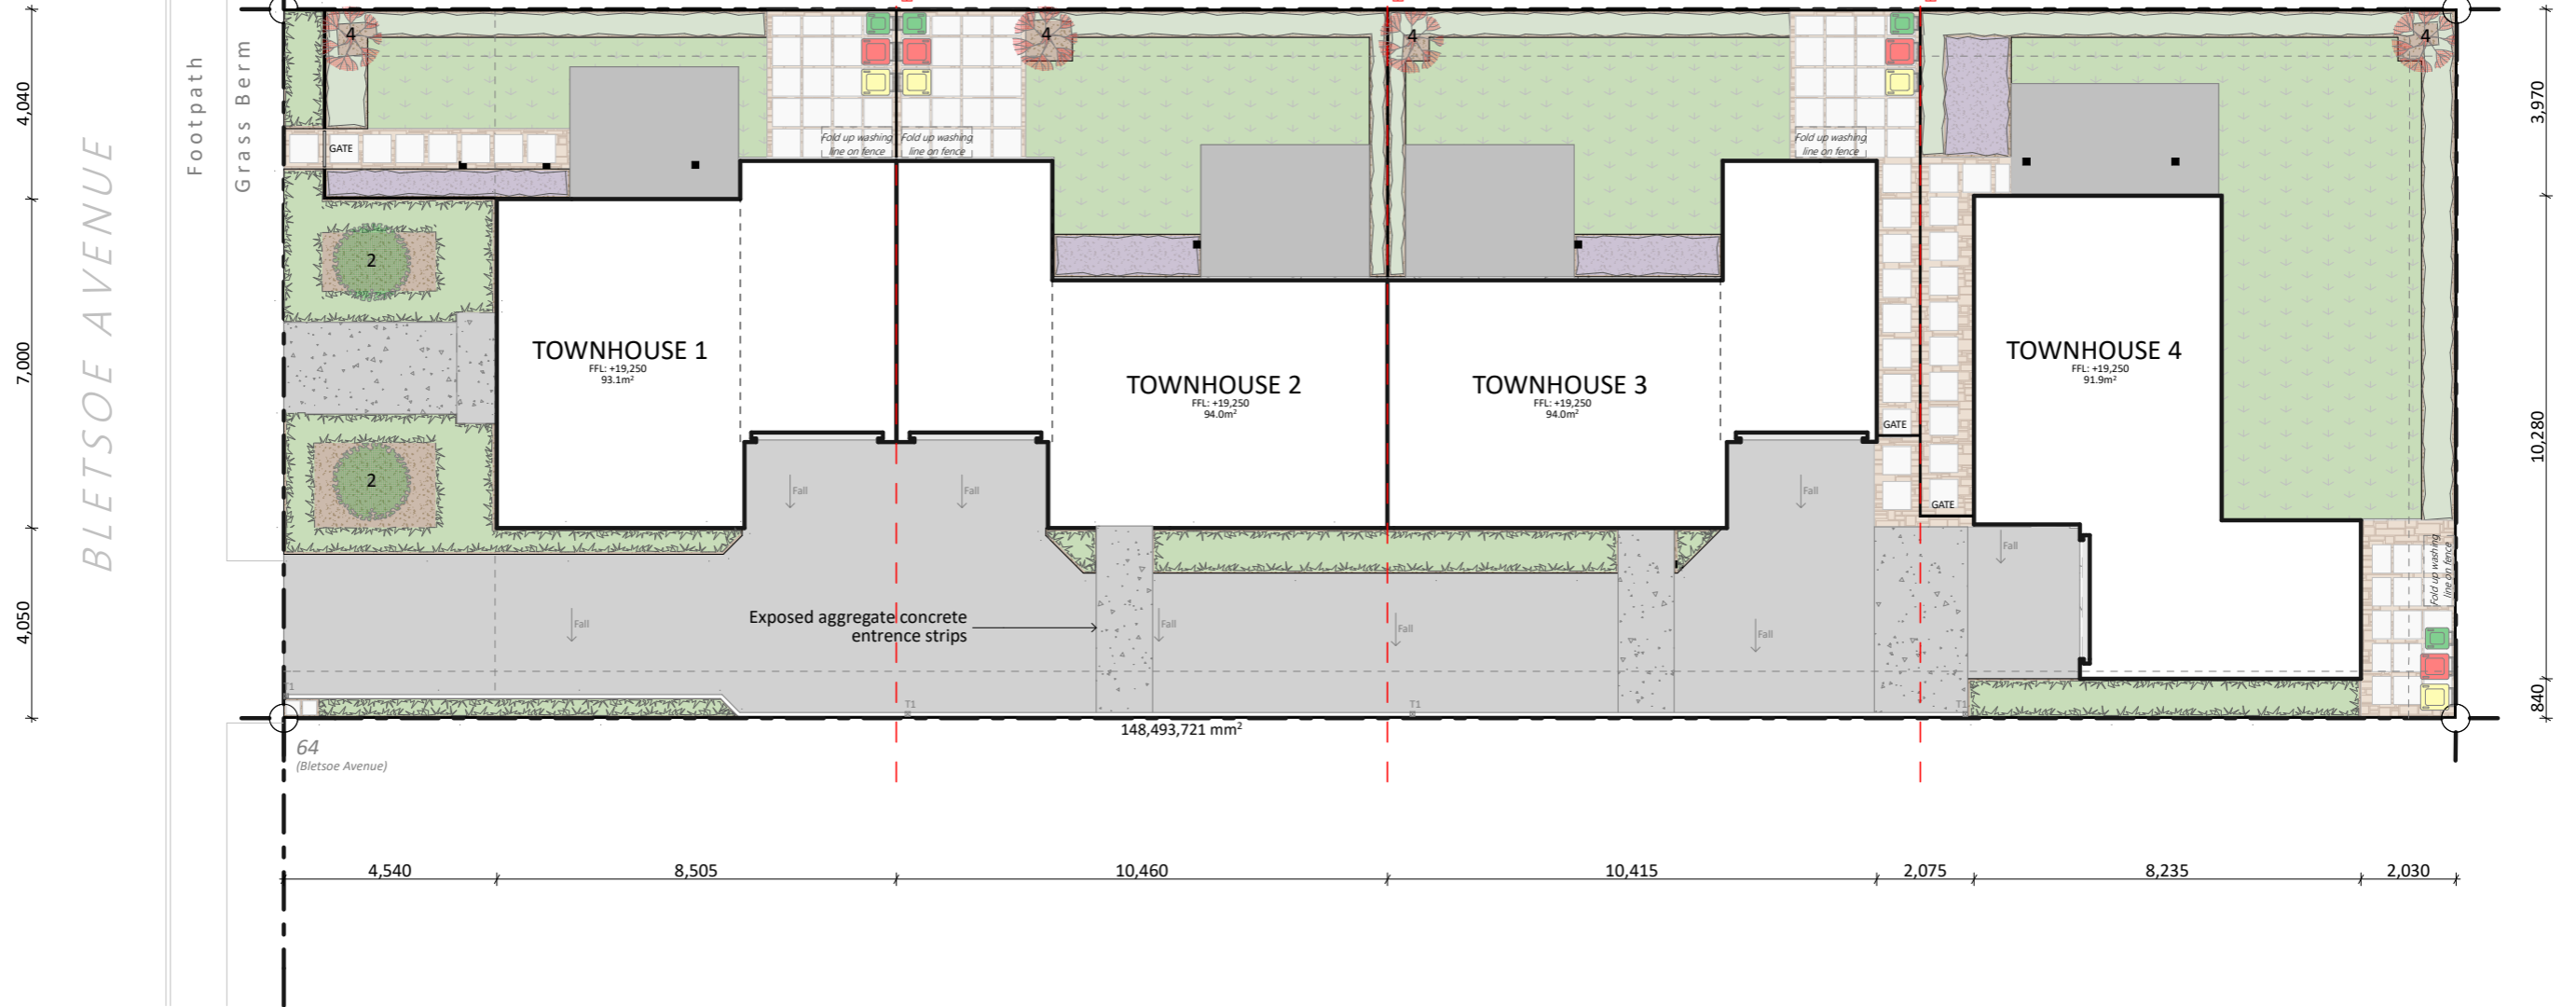 4
4
4
4
4,040
3,970
Footpath
Grass Berm
BLETSOE AVENUE
Fold up washing
line on fence
Fold up washing
line on fence
Fold up washing
line on fence
GATE
2
7,000
TOWNHOUSE 1
FFL: +19,250
93.1m²
TOWNHOUSE 2
FFL: +19,250
94.0m²
TOWNHOUSE 3
FFL: +19,250
94.0m²
TOWNHOUSE 4
FFL: +19,250
91.9m²
GATE
10,280
2
Fall
Fall
Fall
GATE
Fall
Fold up washing
line on fence
4,050
Fall
Exposed aggregate concrete
entrence strips
Fall
Fall
Fall
T1
T1
T1
T1
840
148,493,721 mm²
64
(Bletsoe Avenue)
4,540
8,505
10,460
10,415
2,075
8,235
2,030